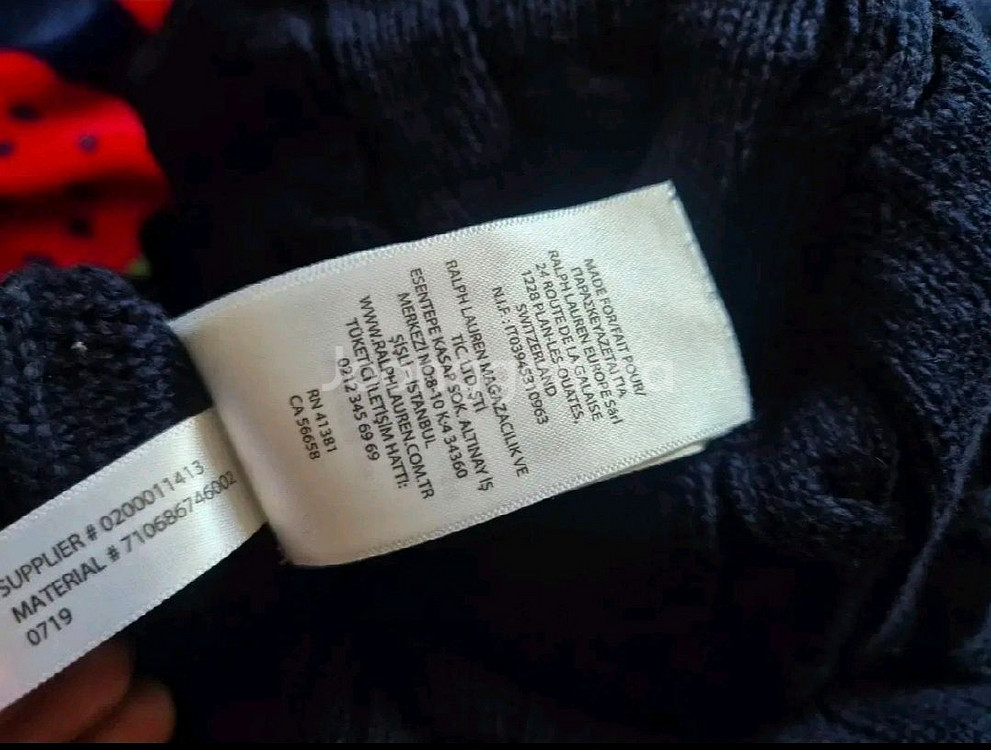 MADE FOR/FAIT POUR/
ΠΑΡΑΣΚΕΥΑΖΕΤΑΙ ΓΙΑ
RALPH LAUREN EUROPE Sàrl
24 ROUTE DE LA GALAISE
1228 PLAN-LES-OUATES,
SWITZERLAND
N.I.F.: IT03945310963
RALPH LAUREN MAĞAZACILIK VE
TİC. LTD. ŞTİ
ESENTEPE KASAP SOK. ALTINAY İŞ
MERKEZİ NO:8-10 K:4 34360
ŞİŞLİ - İSTANBUL
WWW.RALPHLAUREN.COM.TR
TÜKETİCİ İLETİŞİM HATTI:
0212 345 69 69
RN 41381
CA 56658
SUPPLIER # 0200011413
MATERIAL # 710686746002
0719